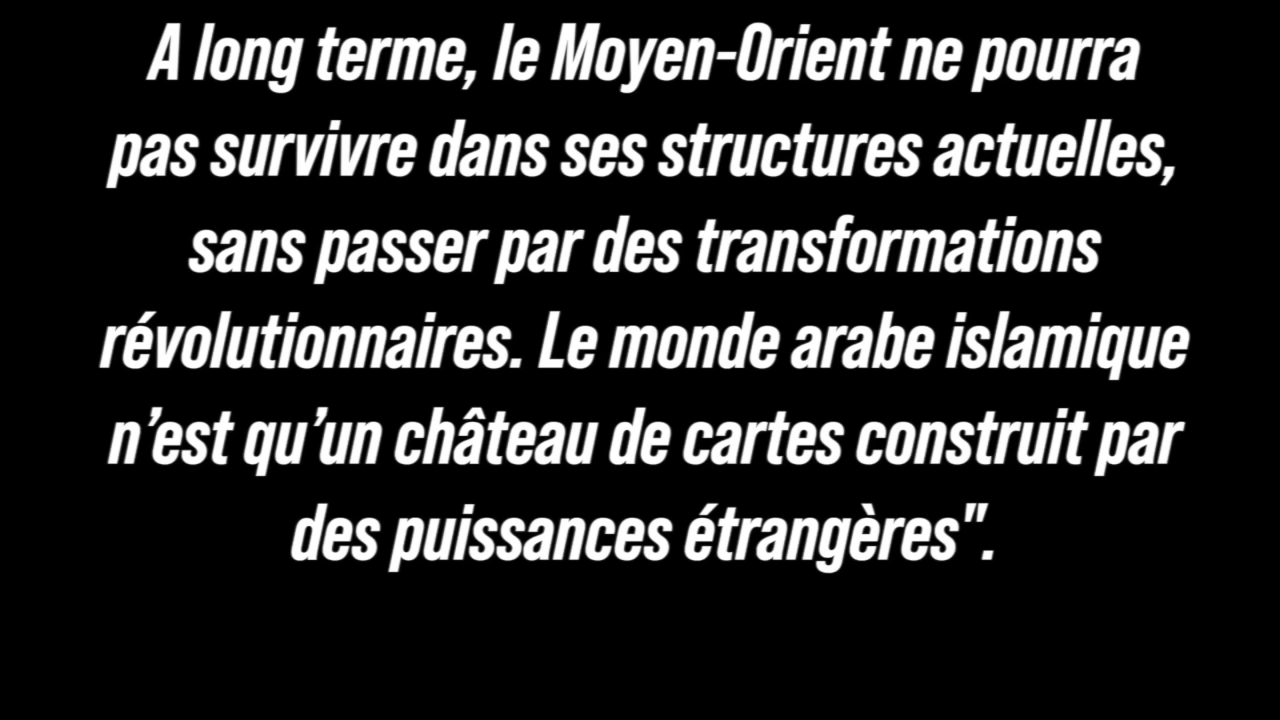 A long terme, le Moyen-Orient ne pourra
pas survivre dans ses structures actuelles,
sans passer par des transformations
révolutionnaires. Le monde arabe islamique
n’est qu’un château de cartes construit par
des puissances étrangères".